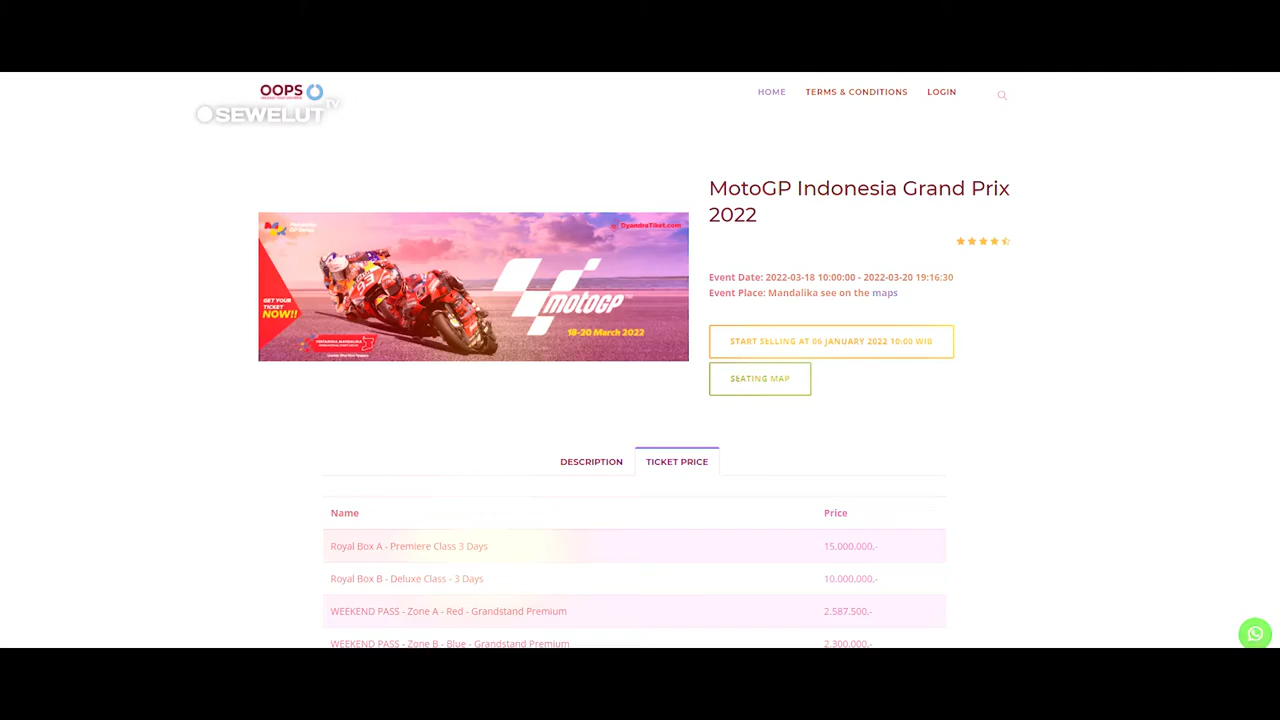 OOPS
SEWELUT TV
HOME
TERMS & CONDITIONS
LOGIN
MotoGP Indonesia Grand Prix
2022
DyandraTiket.com
GET YOUR
TICKET
NOW!!
93
MotoGP
18-20 March 2022
Event Date: 2022-03-18 10:00:00 - 2022-03-20 19:16:30
Event Place: Mandalika see on the maps
START SELLING AT 06 JANUARY 2022 10:00 WIB
SEATING MAP
DESCRIPTION
TICKET PRICE
Name Price
Royal Box A - Premiere Class 3 Days 15.000.000,-
Royal Box B - Deluxe Class - 3 Days 10.000.000,-
WEEKEND PASS - Zone A - Red - Grandstand Premium 2.587.500,-
WEEKEND PASS - Zone B - Blue - Grandstand Premium 2.300.000,-